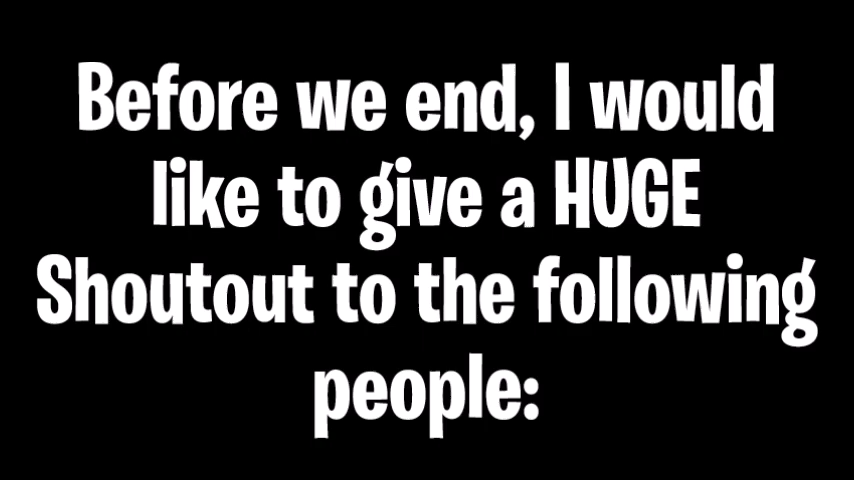 Before we end, I would
like to give a HUGE
Shoutout to the following
people: